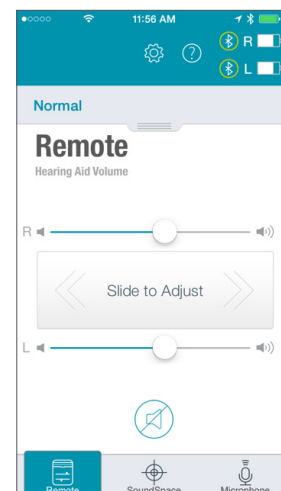 11:56 AM
R
L
Normal
Remote
Hearing Aid Volume
R
Slide to Adjust
L
Remote
SoundSpace
Microphone